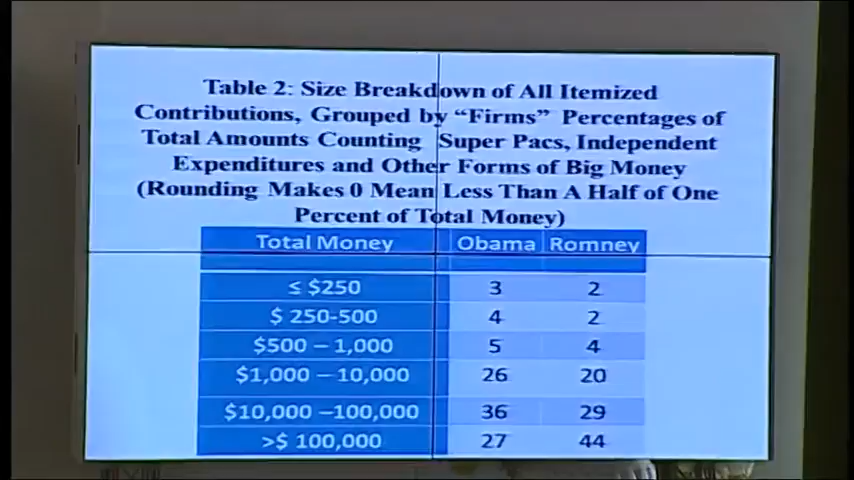 Table 2: Size Breakdown of All Itemized
Contributions, Grouped by “Firms” Percentages of
Total Amounts Counting Super Pacs, Independent
Expenditures and Other Forms of Big Money
(Rounding Makes 0 Mean Less Than A Half of One
Percent of Total Money)
Total Money Obama Romney
≤ $250 3 2
$ 250-500 4 2
$500 – 1,000 5 4
$1,000 – 10,000 26 20
$10,000 –100,000 36 29
>$ 100,000 27 44